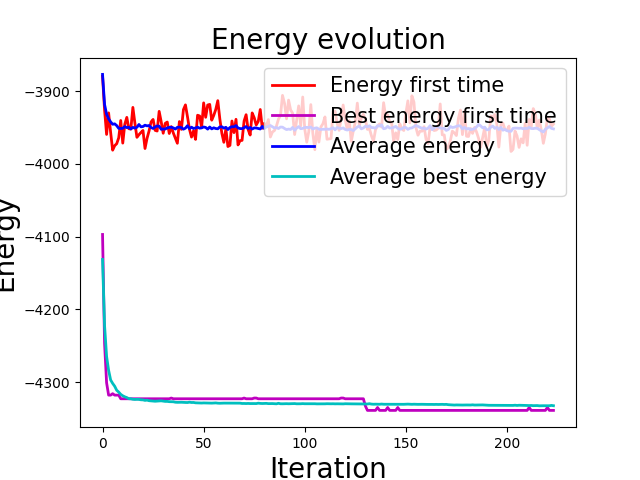 Energy evolution
Energy first time
Best energy first time
Average energy
Average best energy
Energy
−3900
−4000
−4100
−4200
−4300
0 50 100 150 200
Iteration